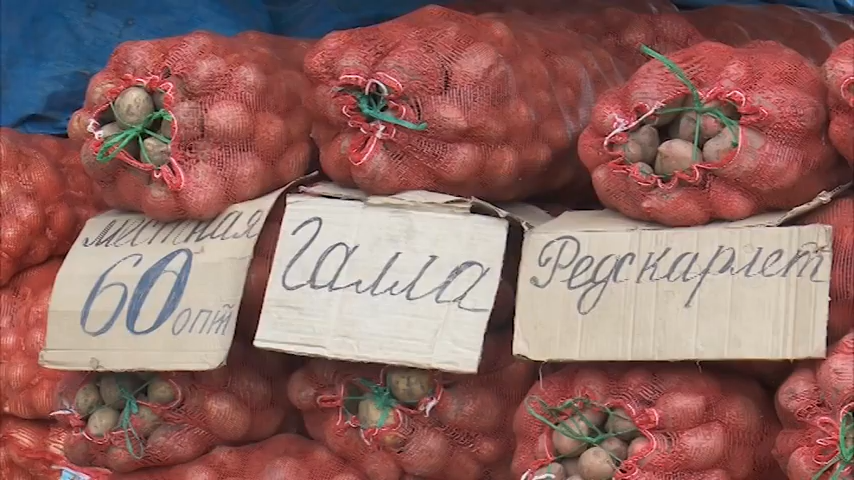 местная
60 опт
Галла
Редскарлет